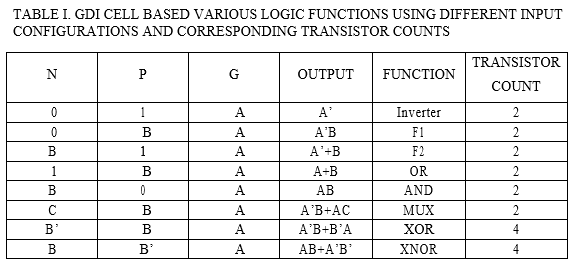 TABLE I. GDI CELL BASED VARIOUS LOGIC FUNCTIONS USING DIFFERENT INPUT
CONFIGURATIONS AND CORRESPONDING TRANSISTOR COUNTS
N P G OUTPUT FUNCTION TRANSISTOR COUNT
0 1 A A’ Inverter 2
0 B A A’B F1 2
B 1 A A’+B F2 2
1 B A A+B OR 2
B 0 A AB AND 2
C B A A’B+AC MUX 2
B’ B A A’B+B’A XOR 4
B B’ A AB+A’B’ XNOR 4